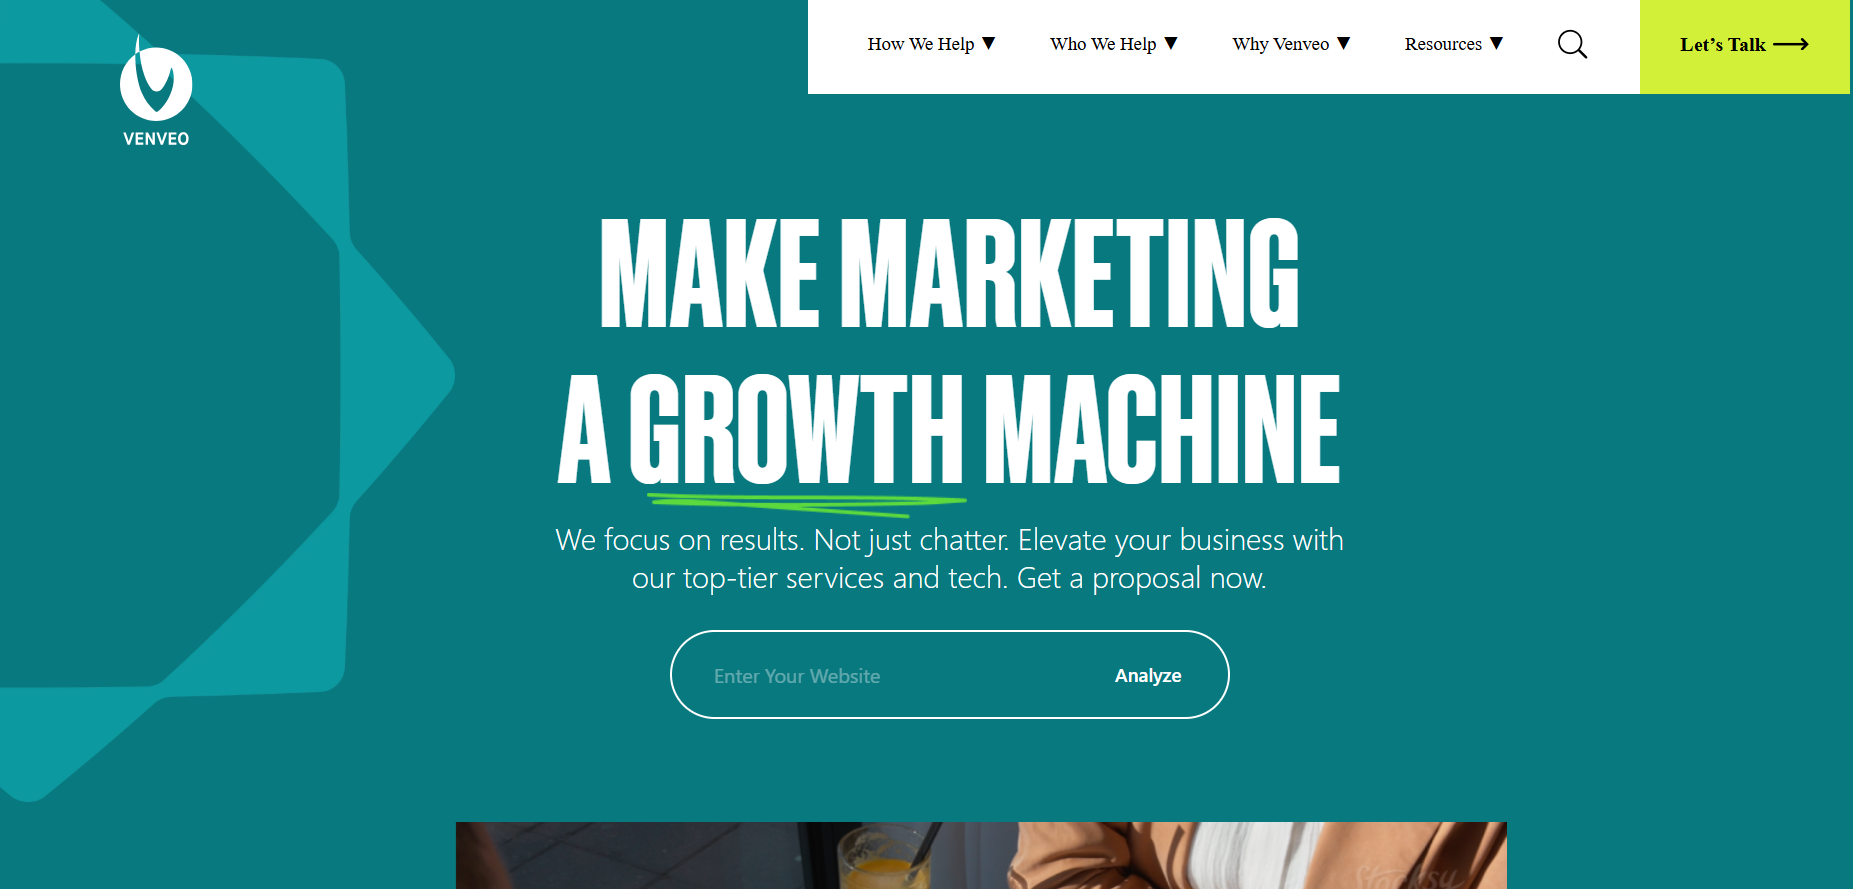 VENVEO
How We Help ▼
Who We Help ▼
Why Venveo ▼
Resources ▼
Let’s Talk
MAKE MARKETING
A GROWTH MACHINE
We focus on results. Not just chatter. Elevate your business with
our top-tier services and tech. Get a proposal now.
Enter Your Website
Analyze
Stocksy